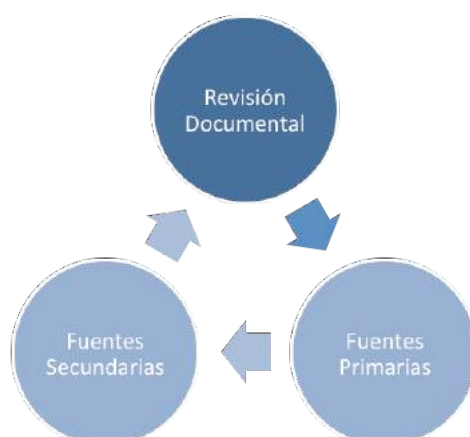 Revisión
Documental
Fuentes
Secundarias
Fuentes
Primarias